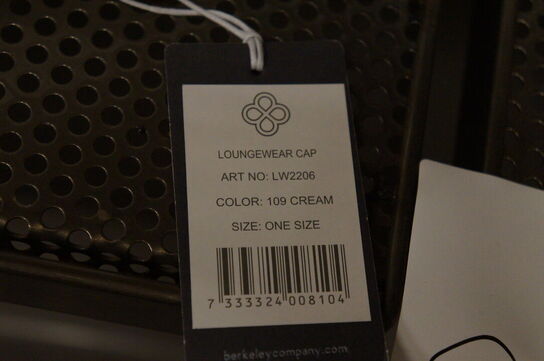 LOUNGEWEAR CAP
ART NO: LW2206
COLOR: 109 CREAM
SIZE: ONE SIZE
7 333324 008104
berkeleycompany.com